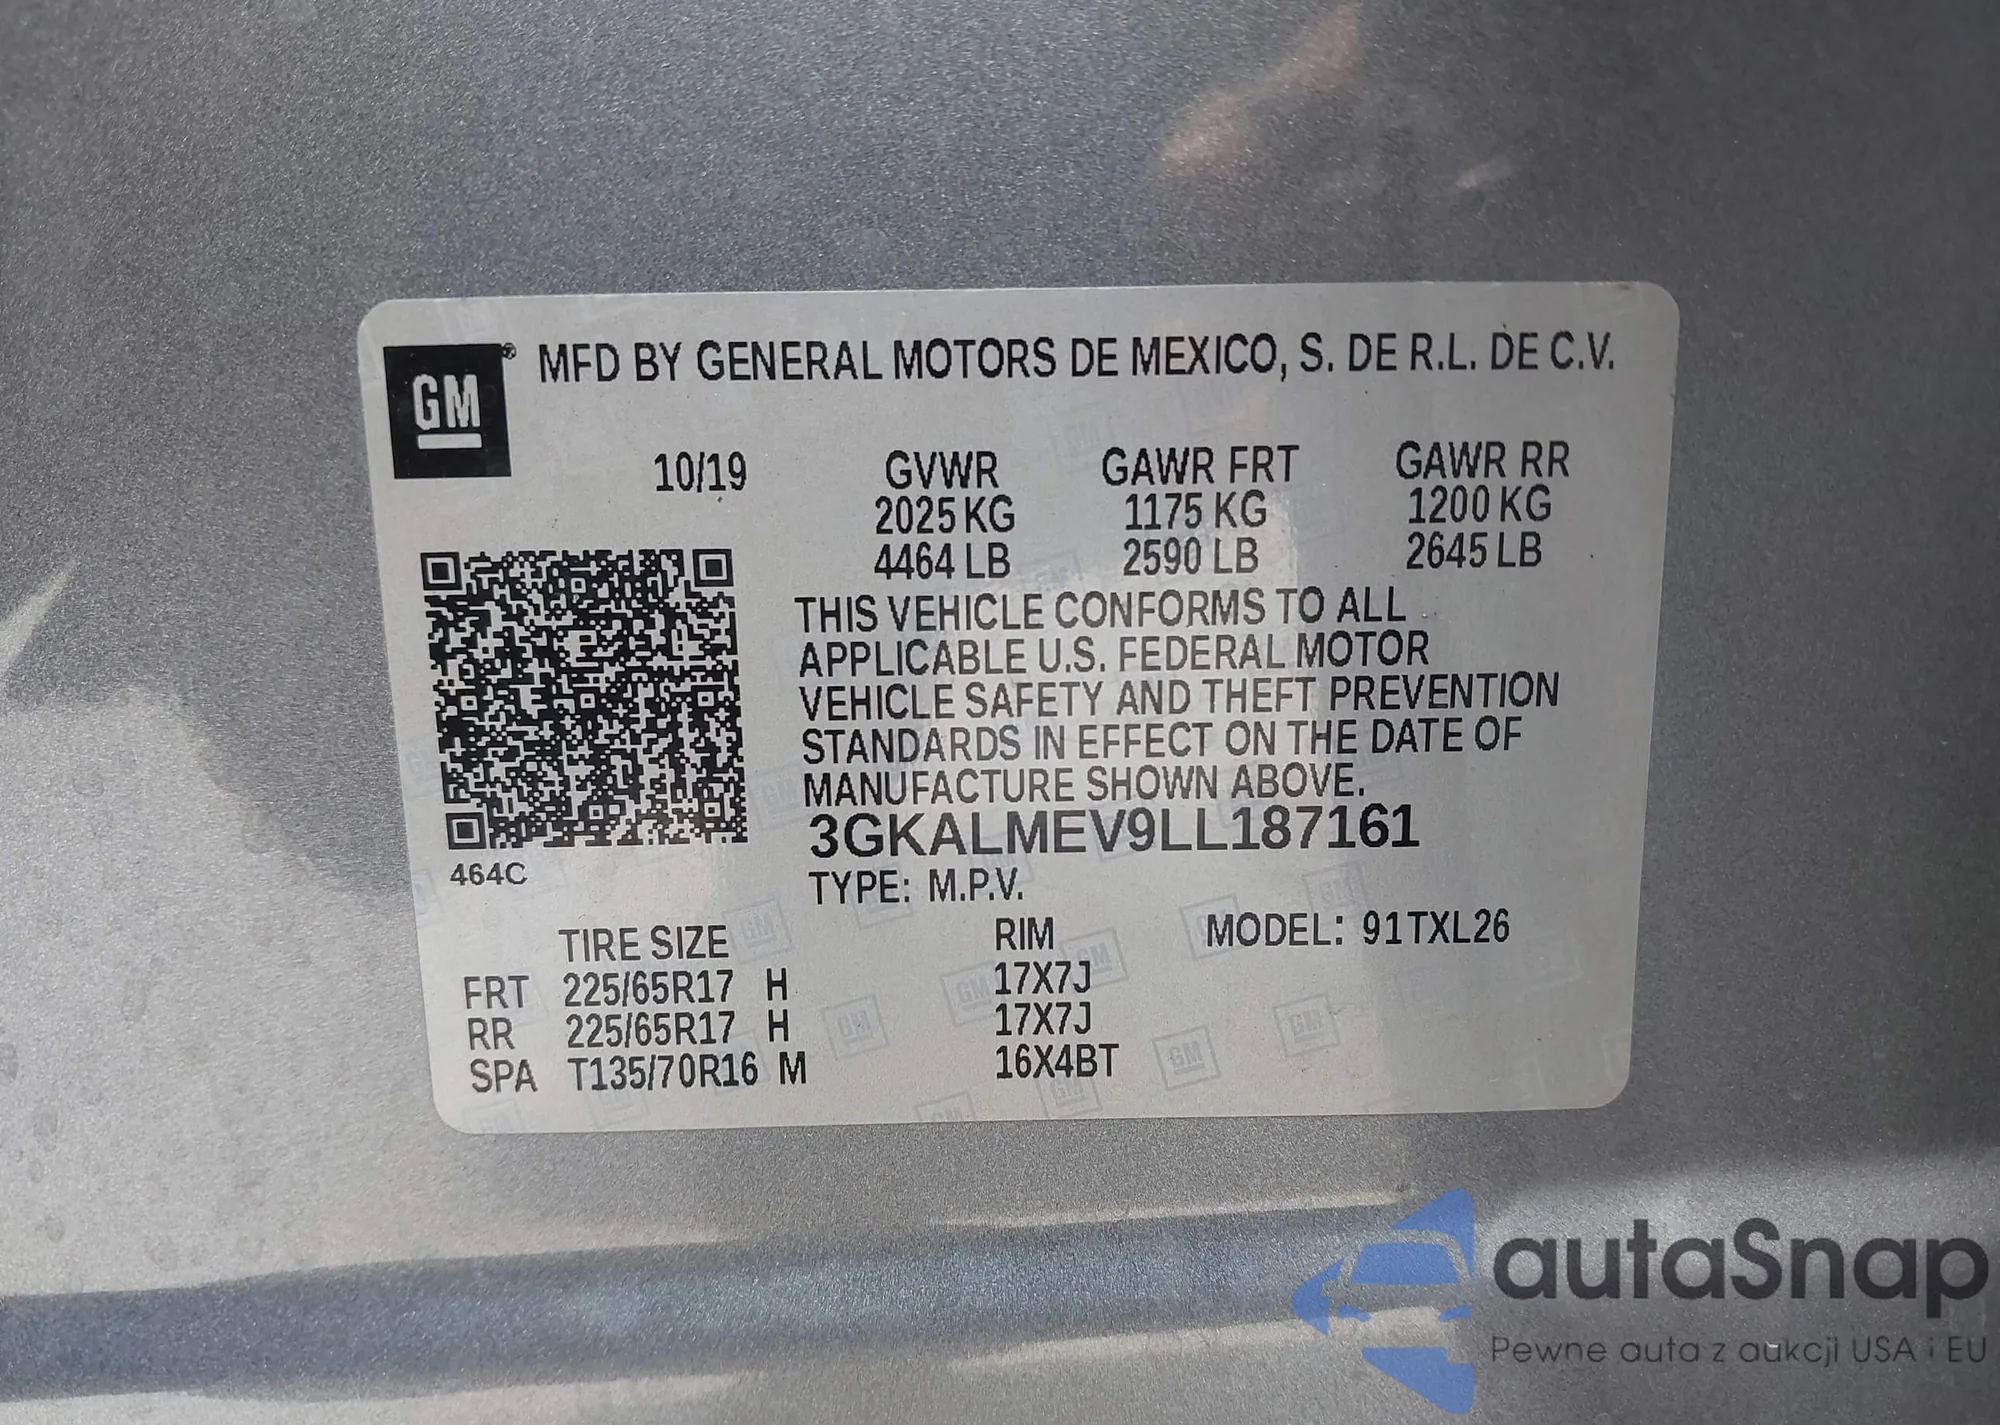 GM® MFD BY GENERAL MOTORS DE MEXICO, S. DE R.L. DE C.V.
10/19 GVWR GAWR FRT GAWR RR
2025 KG 1175 KG 1200 KG
4464 LB 2590 LB 2645 LB
THIS VEHICLE CONFORMS TO ALL
APPLICABLE U.S. FEDERAL MOTOR
VEHICLE SAFETY AND THEFT PREVENTION
STANDARDS IN EFFECT ON THE DATE OF
MANUFACTURE SHOWN ABOVE.
3GKALMEV9LL187161
464C
TYPE: M.P.V.
TIRE SIZE RIM MODEL: 91TXL26
FRT 225/65R17 H 17X7J
RR 225/65R17 H 17X7J
SPA T135/70R16 M 16X4BT
autaSnap
Pewne auta z aukcji USA i EU